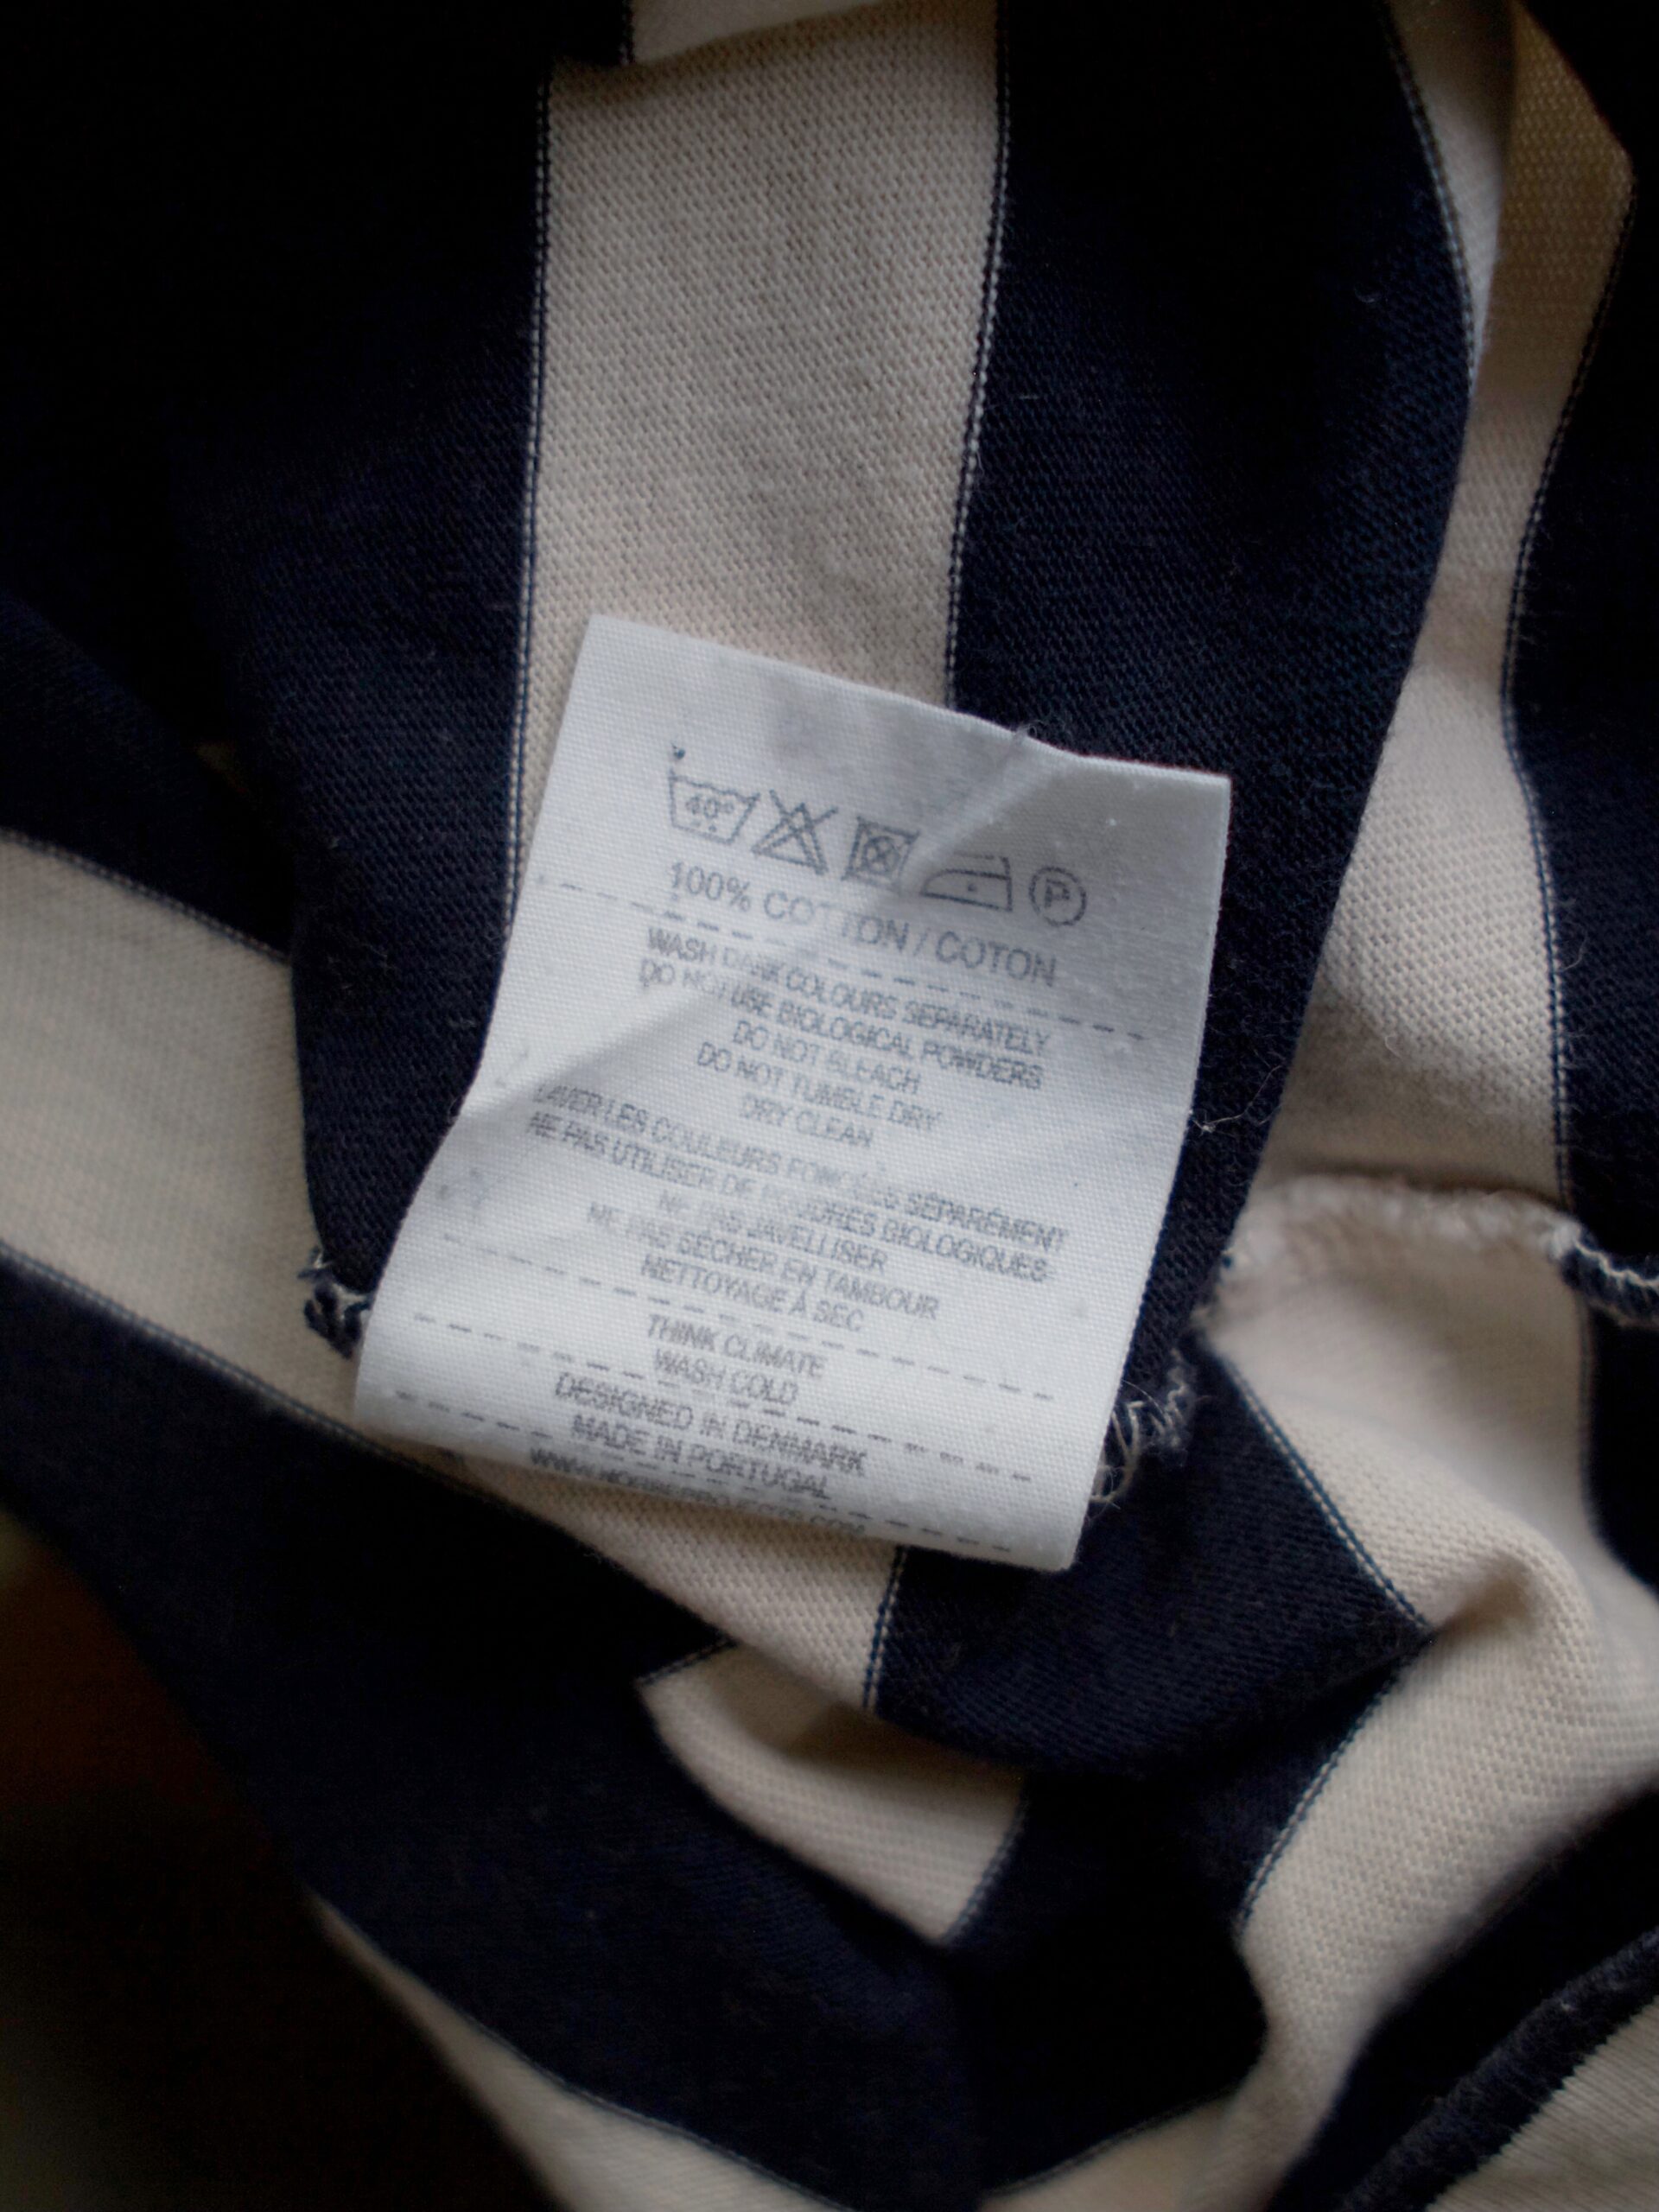 40°
P
100% COTTON / COTON
WASH DARK COLOURS SEPARATELY
DO NOT USE BIOLOGICAL POWDERS
DO NOT BLEACH
DO NOT TUMBLE DRY
DRY CLEAN
LAVER LES COULEURS FONCÉES SÉPARÉMENT
NE PAS UTILISER DE POUDRES BIOLOGIQUES
NE PAS JAVELLISER
NE PAS SÉCHER EN TAMBOUR
NETTOYAGE À SEC
THINK CLIMATE
WASH COLD
DESIGNED IN DENMARK
MADE IN PORTUGAL